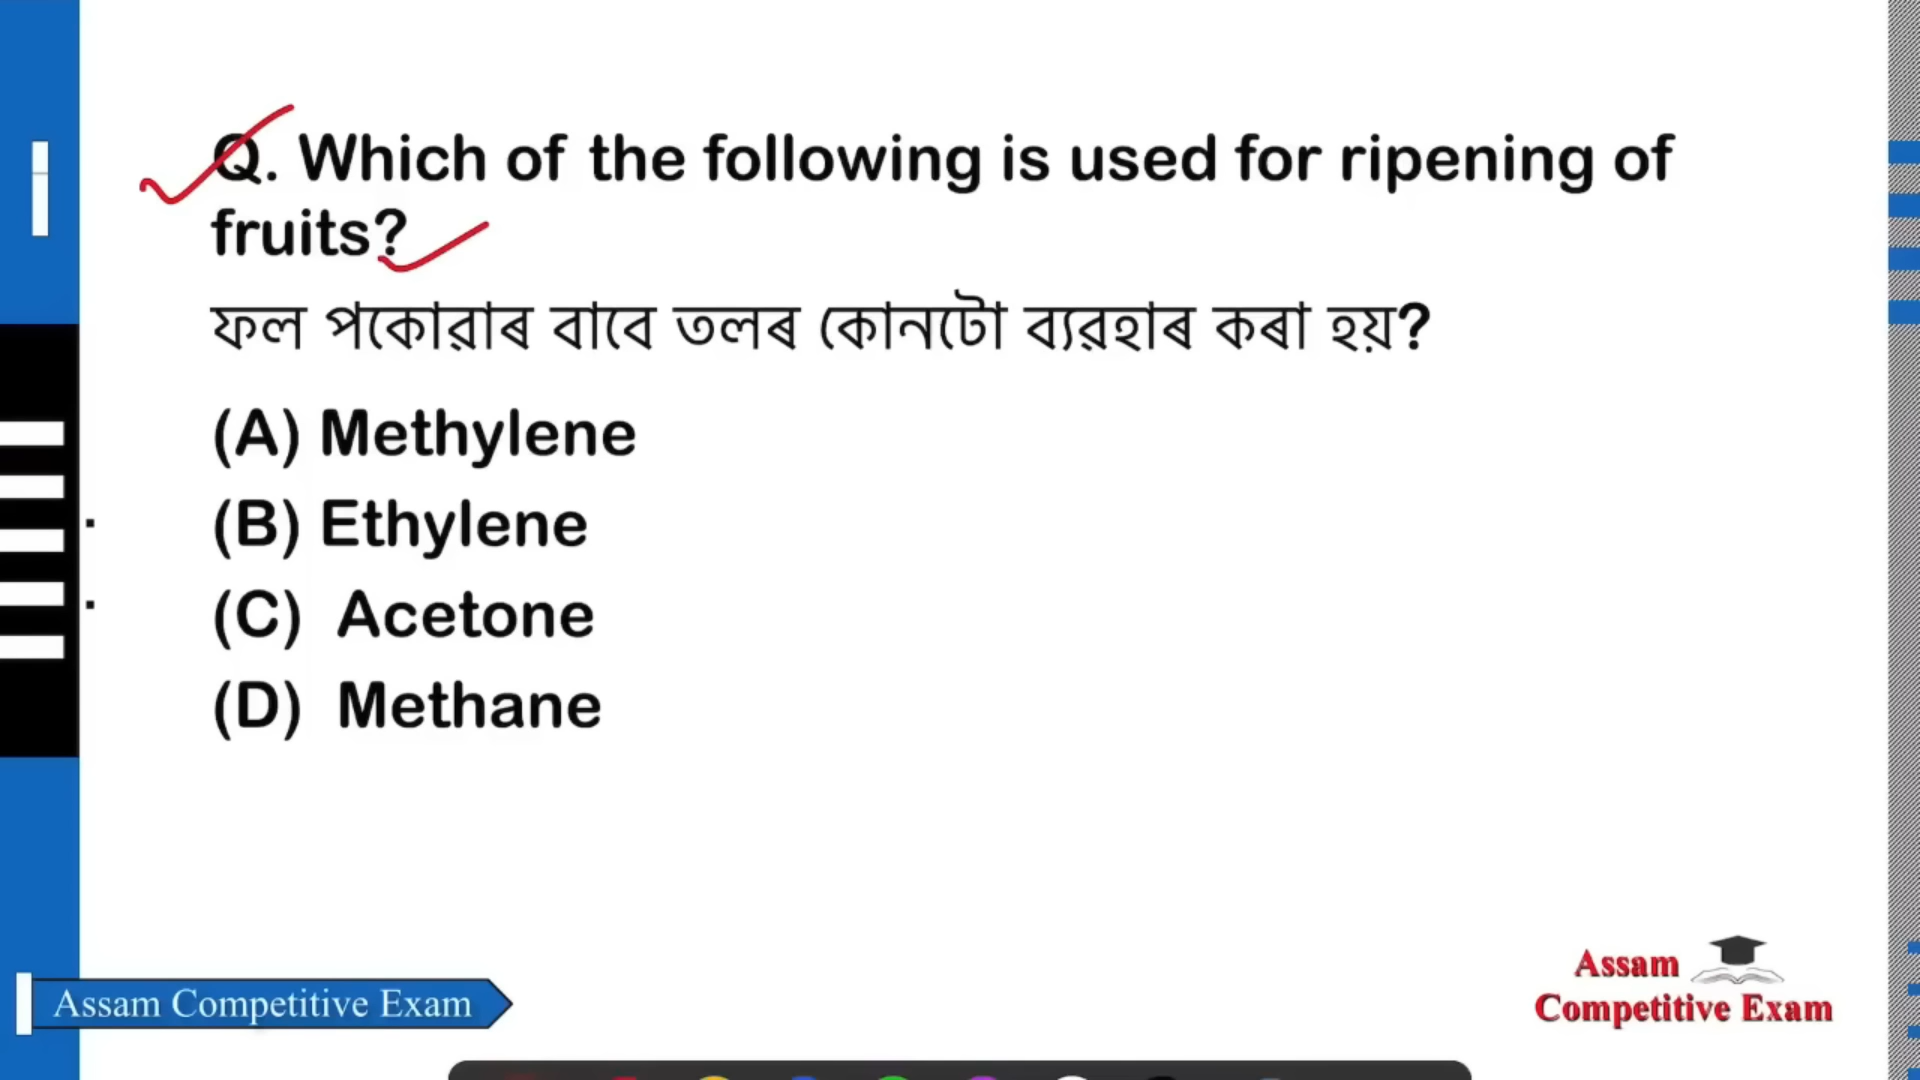 Q. Which of the following is used for ripening of
fruits?
ফল পকোৱাৰ বাবে তলৰ কোনটো ব্যৱহাৰ কৰা হয়?
(A) Methylene
(B) Ethylene
(C) Acetone
(D) Methane
Assam Competitive Exam
Assam
Competitive Exam